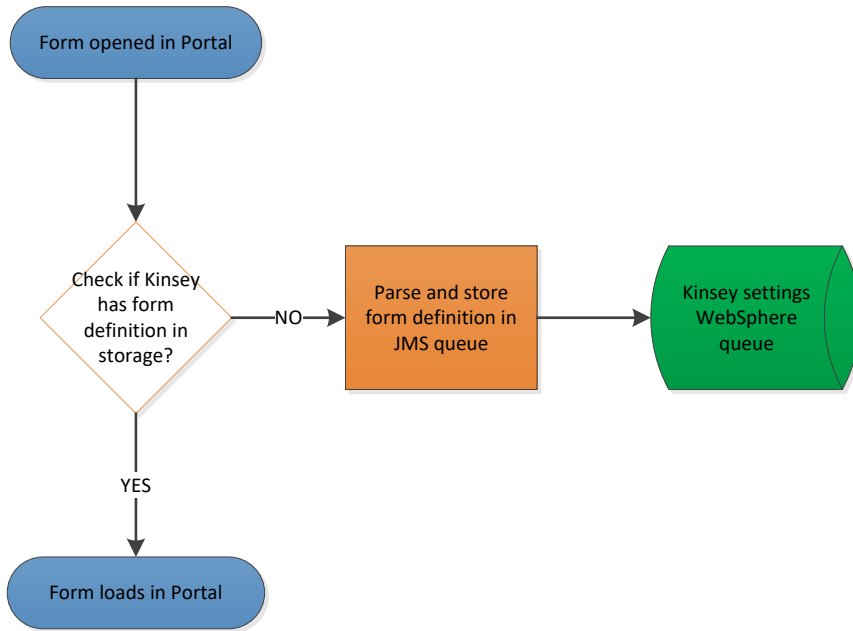 Form opened in Portal
Check if Kinsey
has form
definition in
storage?
NO
Parse and store
form definition in
JMS queue
Kinsey settings
WebSphere
queue
YES
Form loads in Portal